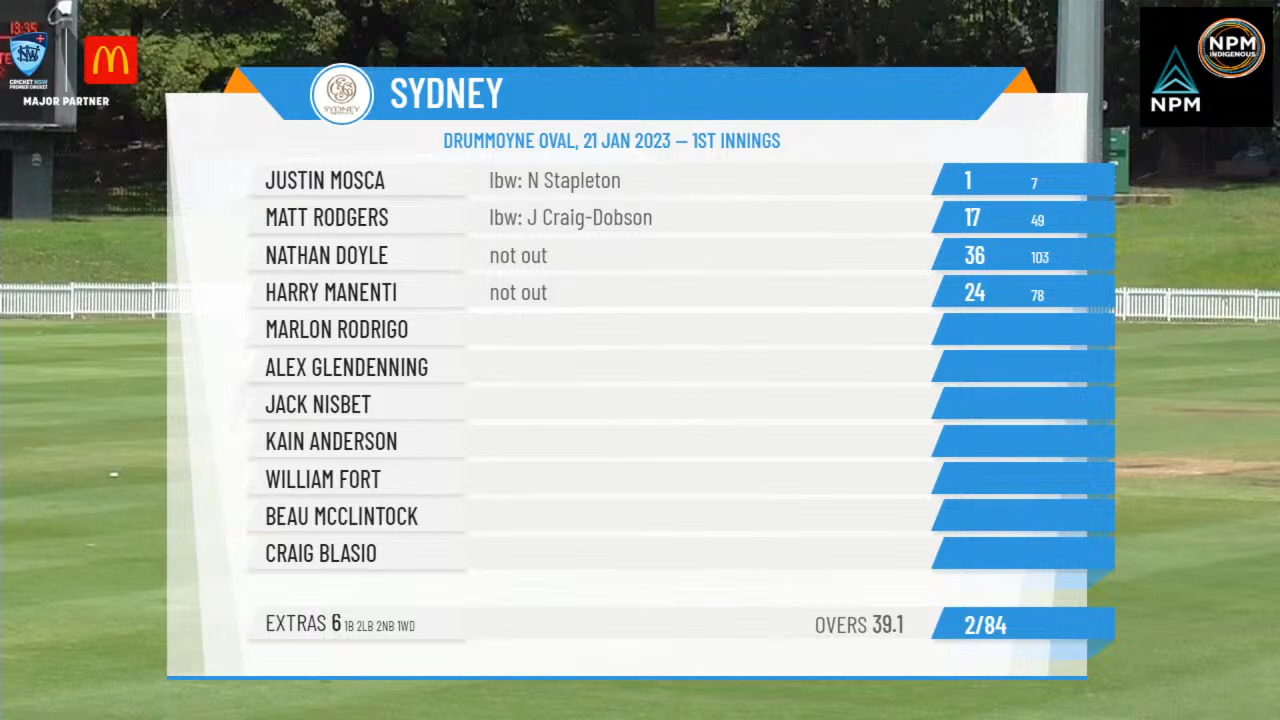 13:35
CRICKET NSW
PREMIER CRICKET
MAJOR PARTNER
NPM
NPM
INDIGENOUS
SYDNEY
SYDNEY
DRUMMOYNE OVAL, 21 JAN 2023 – 1ST INNINGS
JUSTIN MOSCA lbw: N Stapleton 1 7
MATT RODGERS lbw: J Craig-Dobson 17 49
NATHAN DOYLE not out 36 103
HARRY MANENTI not out 24 78
MARLON RODRIGO
ALEX GLENDENNING
JACK NISBET
KAIN ANDERSON
WILLIAM FORT
BEAU MCCLINTOCK
CRAIG BLASIO
EXTRAS 6 1B 2LB 2NB 1WD OVERS 39.1 2/84